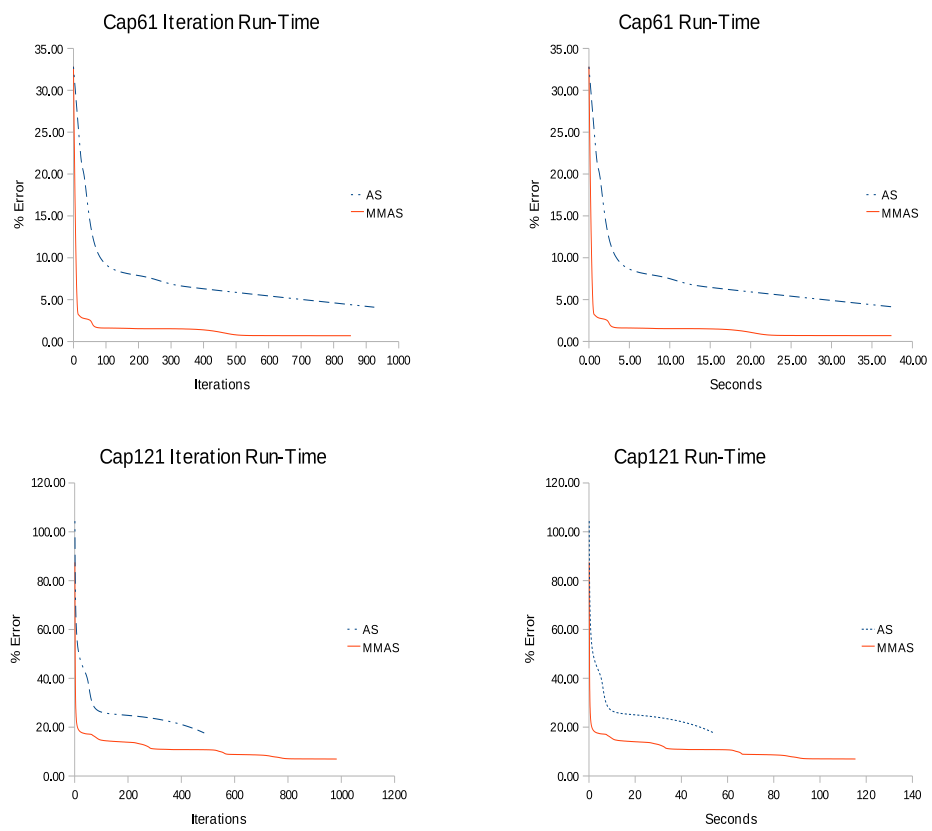 Cap61 Iteration Run-Time
35.00
30.00
25.00
20.00
15.00
10.00
5.00
0.00
% Error
0 100 200 300 400 500 600 700 800 900 1000
Iterations
AS
MMAS
Cap61 Run-Time
35.00
30.00
25.00
20.00
15.00
10.00
5.00
0.00
% Error
0.00 5.00 10.00 15.00 20.00 25.00 30.00 35.00 40.00
Seconds
AS
MMAS
Cap121 Iteration Run-Time
120.00
100.00
80.00
60.00
40.00
20.00
0.00
% Error
0 200 400 600 800 1000 1200
Iterations
AS
MMAS
Cap121 Run-Time
120.00
100.00
80.00
60.00
40.00
20.00
0.00
% Error
0 20 40 60 80 100 120 140
Seconds
AS
MMAS